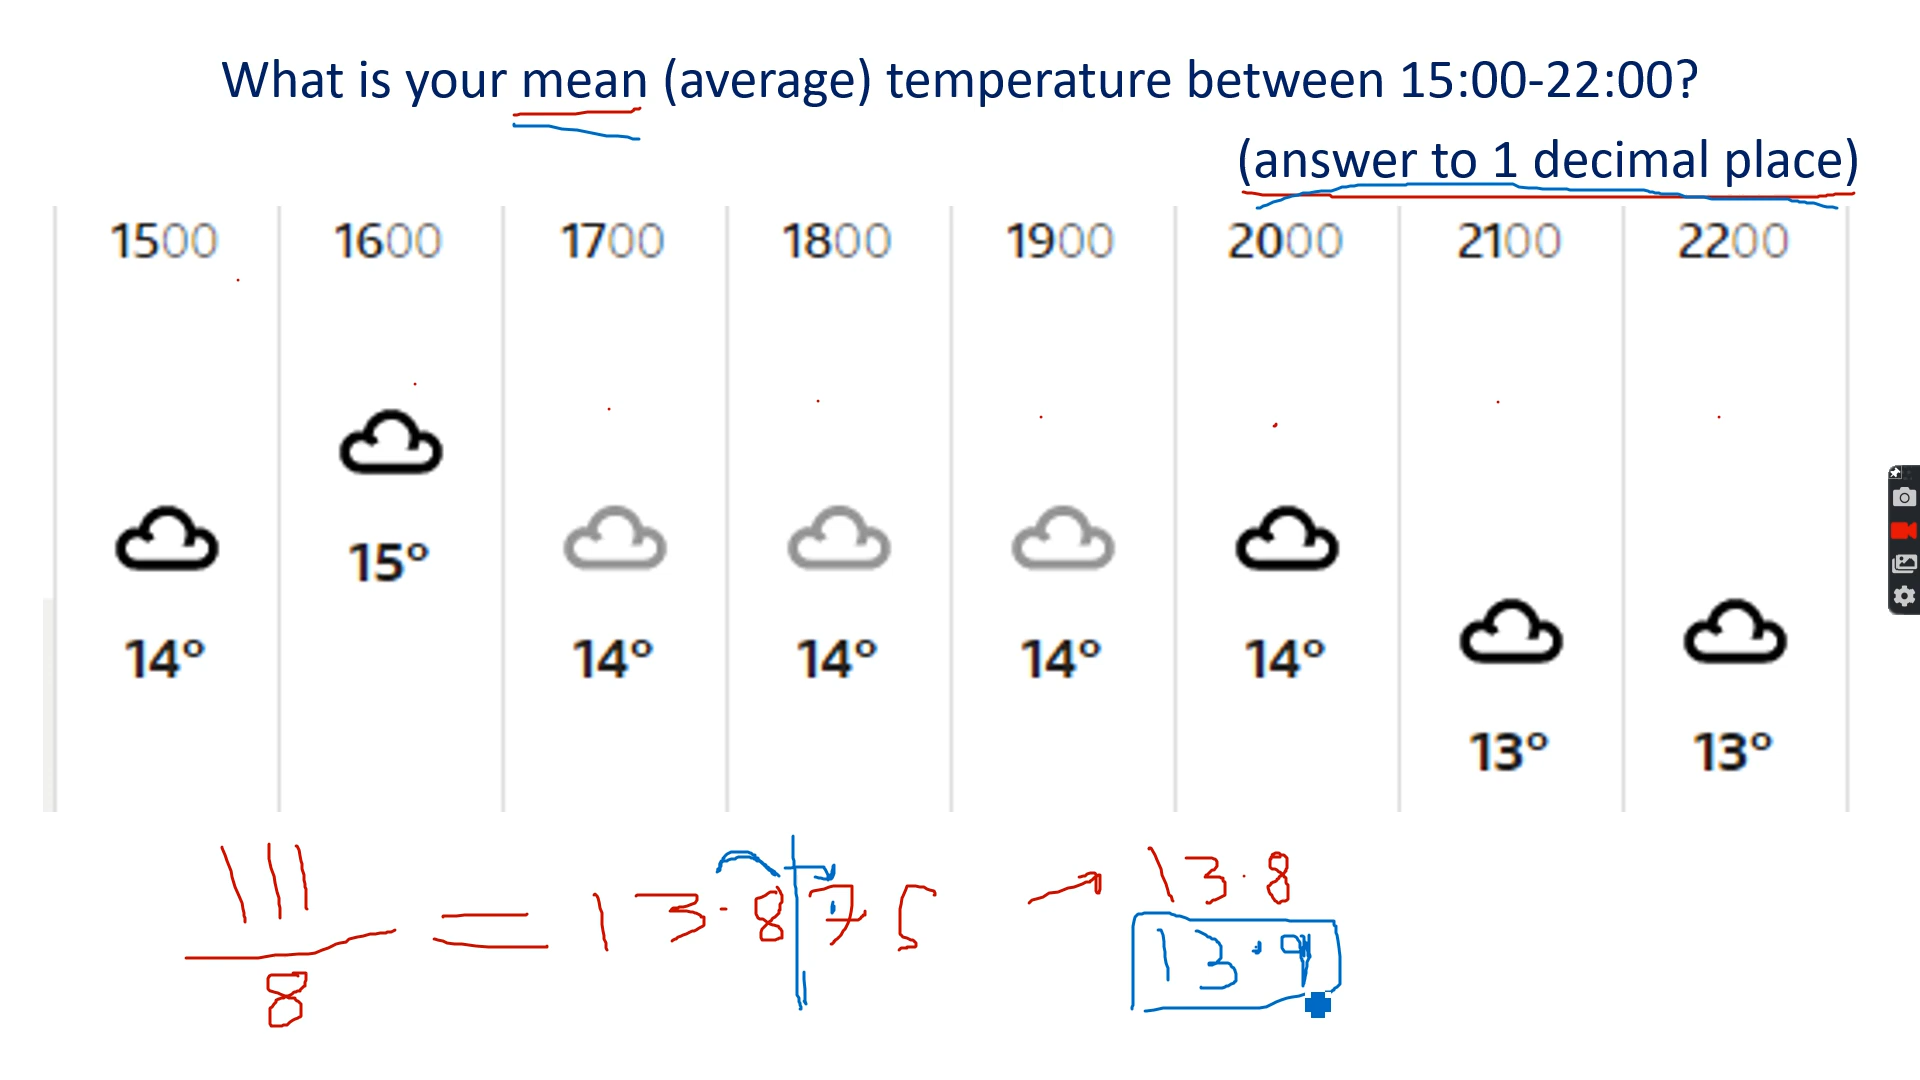 What is your mean (average) temperature between 15:00-22:00?
(answer to 1 decimal place)
1500 1600 1700 1800 1900 2000 2100 2200
15°
14° 14° 14° 14° 14°
13° 13°
111
8
= 13.875 → 13.8
13.9